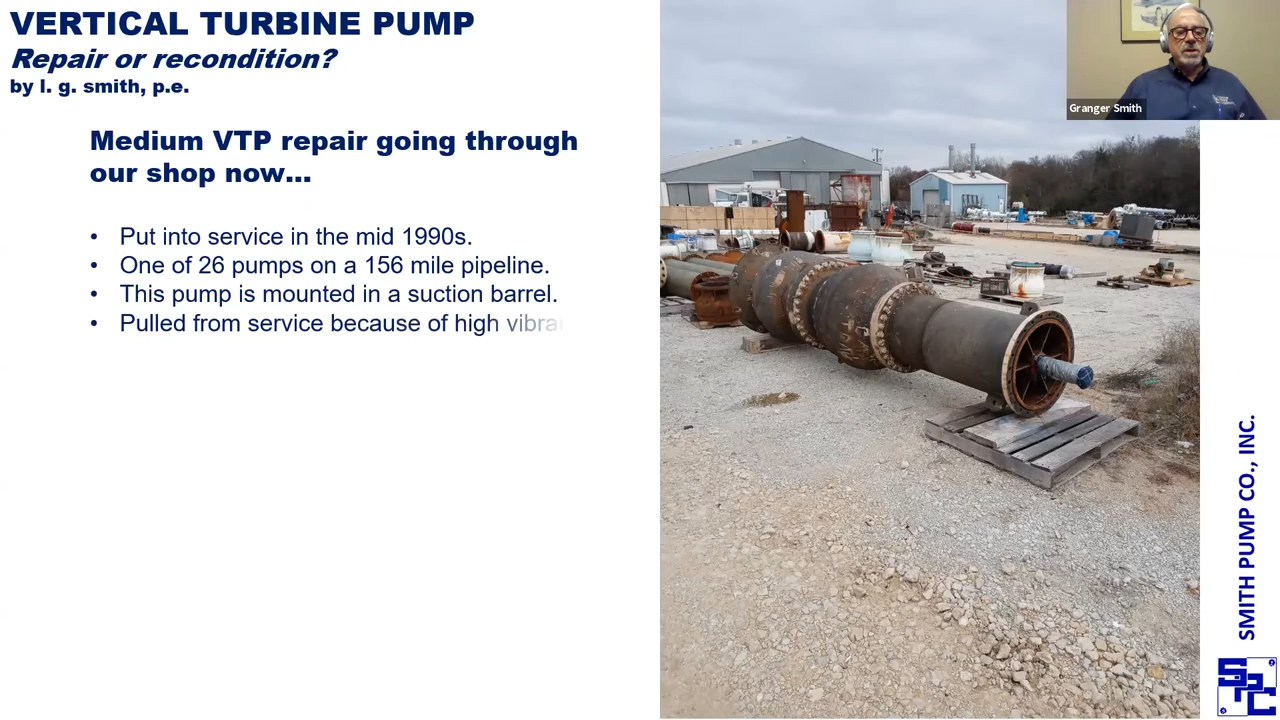 VERTICAL TURBINE PUMP
Repair or recondition?
by l. g. smith, p.e.
Medium VTP repair going through
our shop now...
• Put into service in the mid 1990s.
• One of 26 pumps on a 156 mile pipeline.
• This pump is mounted in a suction barrel.
• Pulled from service because of high
Granger Smith
SMITH PUMP CO., INC.
SPC